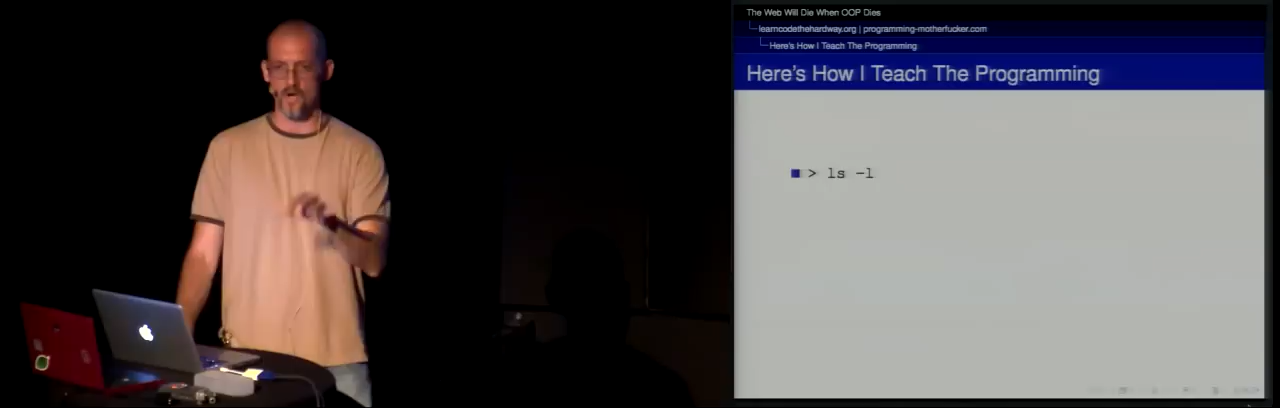 The Web Will Die When OOP Dies
learncodethehardway.org | programming-motherfucker.com
Here's How I Teach The Programming
Here's How I Teach The Programming
> ls -l